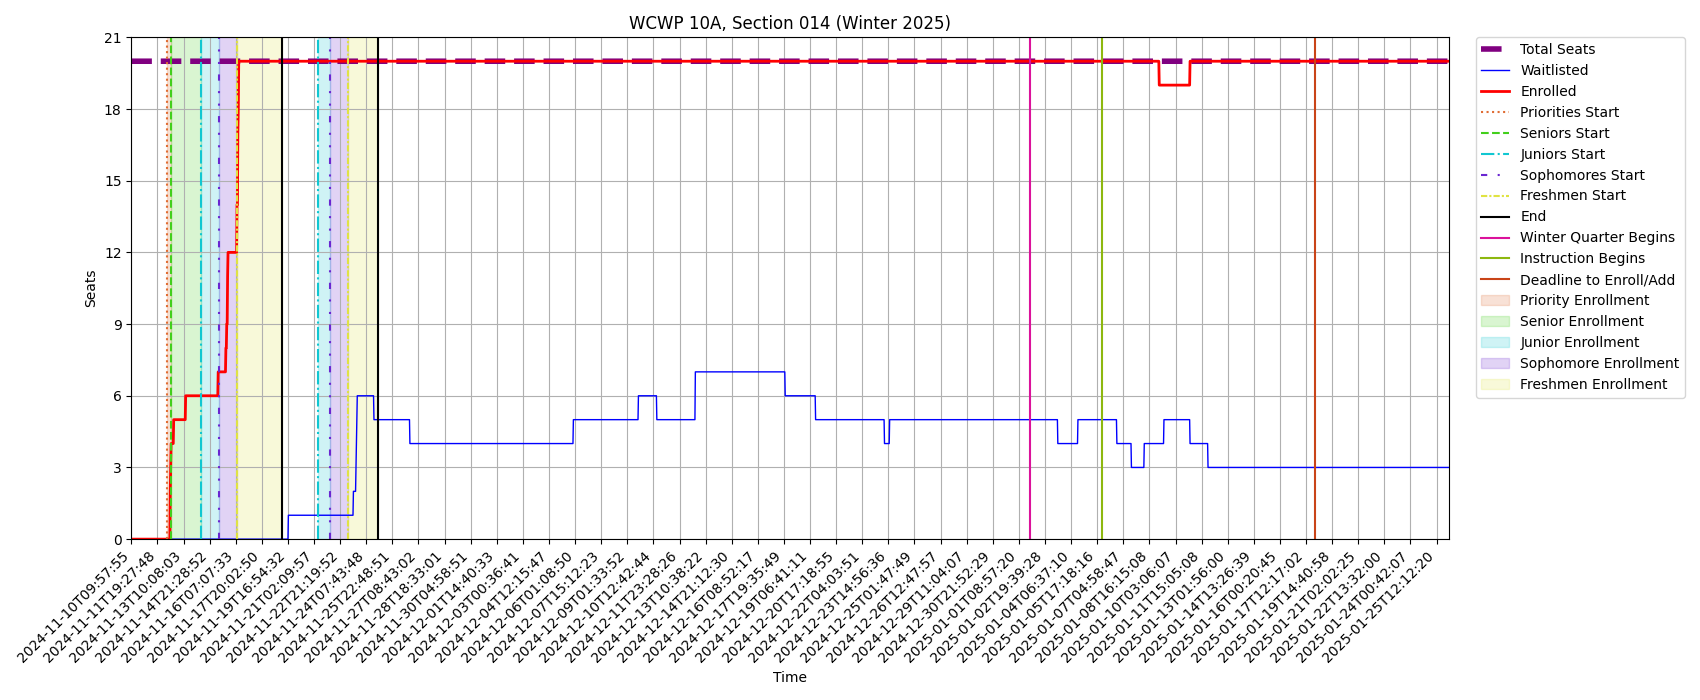 WCWP 10A, Section 014 (Winter 2025)
Seats
21
18
15
12
9
6
3
0
2024-11-10T09:57:55
2024-11-11T19:27:48
2024-11-13T10:08:03
2024-11-14T21:28:52
2024-11-16T07:07:33
2024-11-17T20:02:50
2024-11-19T16:54:32
2024-11-21T02:09:57
2024-11-22T21:19:52
2024-11-24T07:43:48
2024-11-25T22:48:51
2024-11-27T08:43:02
2024-11-28T18:33:01
2024-11-30T04:58:51
2024-12-01T14:40:33
2024-12-03T00:36:41
2024-12-04T12:15:47
2024-12-06T01:08:50
2024-12-07T15:12:23
2024-12-09T01:33:52
2024-12-10T12:42:44
2024-12-11T23:28:26
2024-12-13T10:38:22
2024-12-14T21:12:30
2024-12-16T08:52:17
2024-12-17T19:35:49
2024-12-19T06:41:11
2024-12-20T17:18:55
2024-12-22T04:03:51
2024-12-23T14:56:36
2024-12-25T01:47:49
2024-12-26T12:47:57
2024-12-29T11:04:07
2024-12-30T21:52:29
2025-01-01T08:57:20
2025-01-02T19:39:28
2025-01-04T06:37:10
2025-01-05T17:18:16
2025-01-07T04:58:47
2025-01-08T16:15:08
2025-01-10T03:06:07
2025-01-11T15:05:08
2025-01-13T01:56:00
2025-01-14T13:26:39
2025-01-16T00:20:45
2025-01-17T12:17:02
2025-01-19T14:40:58
2025-01-21T02:02:25
2025-01-22T13:32:00
2025-01-24T00:42:07
2025-01-25T12:12:20
Time
Total Seats
Waitlisted
Enrolled
Priorities Start
Seniors Start
Juniors Start
Sophomores Start
Freshmen Start
End
Winter Quarter Begins
Instruction Begins
Deadline to Enroll/Add
Priority Enrollment
Senior Enrollment
Junior Enrollment
Sophomore Enrollment
Freshmen Enrollment